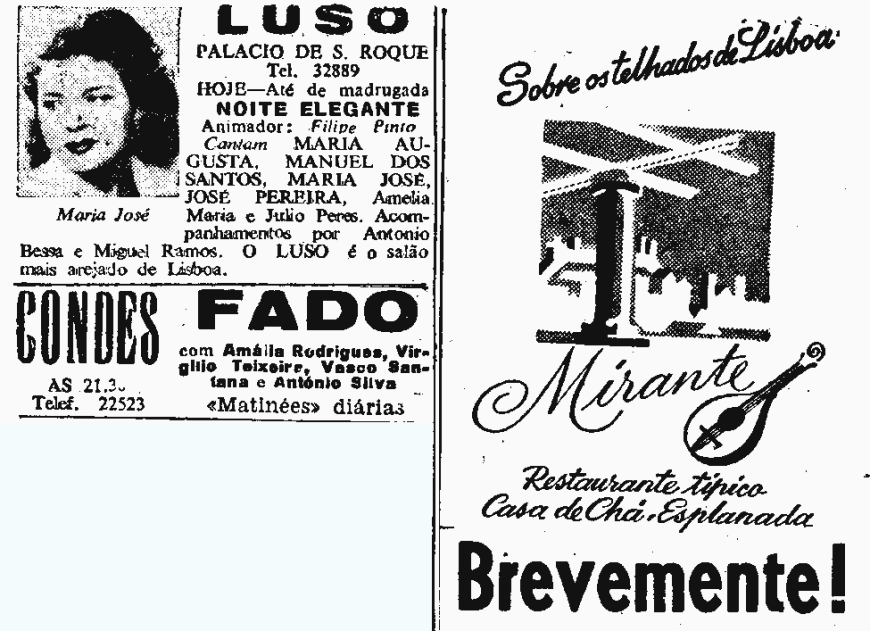 LUSO
PALACIO DE S. ROQUE
Tel. 32889
HOJE—Até de madrugada
NOITE ELEGANTE
Animador: Filipe Pinto
Cantam MARIA AU-
GUSTA, MANUEL DOS
SANTOS, MARIA JOSÉ,
JOSÉ PEREIRA, Amelia
Maria e Julio Peres. Acom-
panhamentos por Antonio
Bessa e Miguel Ramos. O LUSO é o salão
mais arejado de Lisboa.
Maria José
CONDES
AS 21.3
Telef. 22523
FADO
com Amália Rodrigues, Vir-
gilio Teixeira, Vasco San-
tana e António Silva
«Matinées» diárias
Sobre os telhados de Lisboa
Mirante
Restaurante típico
Casa de Chá. Esplanada
Brevemente!